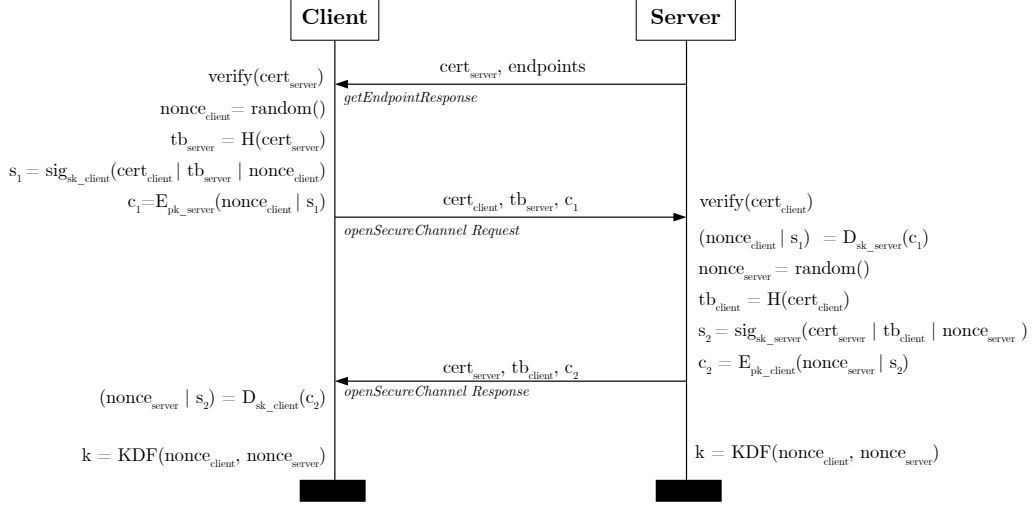 Client
Server
cert_server, endpoints
verify(cert_server)
getEndpointResponse
nonce_client= random()
tb_server = H(cert_server)
s_1= sig_sk_client(cert_client | tb_server | nonce_client)
c_1=E_pk_server(nonce_client | s_1)
cert_client, tb_server, c_1
verify(cert_client)
openSecureChannel Request
(nonce_client | s_1) = D_sk_server(c_1)
nonce_server= random()
tb_client = H(cert_client)
s_2= sig_sk_server(cert_server | tb_client | nonce_server )
c_2 = E_pk_client(nonce_server | s_2)
cert_server, tb_client, c_2
openSecureChannel Response
(nonce_server | s_2) = D_sk_client(c_2)
k = KDF(nonce_client, nonce_server)
k = KDF(nonce_client, nonce_server)